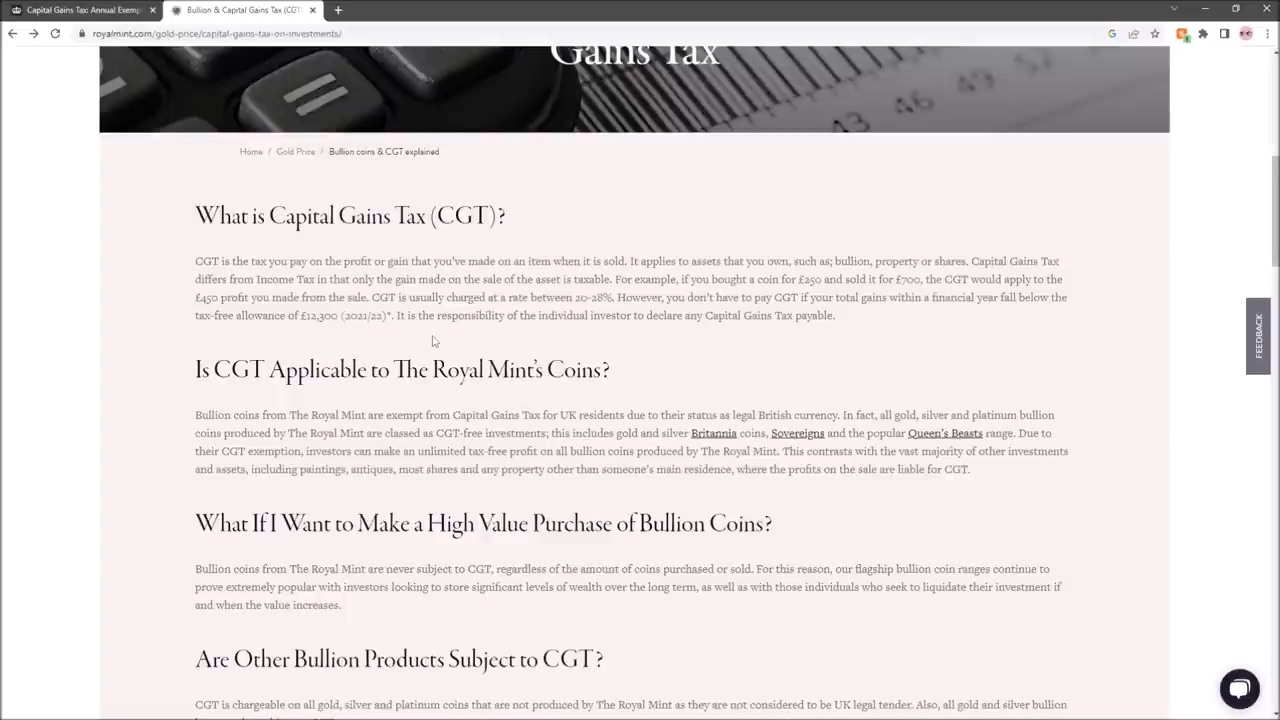 Capital Gains Tax: Annual Exemp
Bullion & Capital Gains Tax (CGT
royalmint.com/gold-price/capital-gains-tax-on-investments/
Gains Tax
43 46 49
Home / Gold Price / Bullion coins & CGT explained
What is Capital Gains Tax (CGT)?
CGT is the tax you pay on the profit or gain that you've made on an item when it is sold. It applies to assets that you own, such as; bullion, property or shares. Capital Gains Tax
differs from Income Tax in that only the gain made on the sale of the asset is taxable. For example, if you bought a coin for £250 and sold it for £700, the CGT would apply to the
£450 profit you made from the sale. CGT is usually charged at a rate between 20-28%. However, you don't have to pay CGT if your total gains within a financial year fall below the
tax-free allowance of £12,300 (2021/22)*. It is the responsibility of the individual investor to declare any Capital Gains Tax payable.
FEEDBACK
Is CGT Applicable to The Royal Mint's Coins?
Bullion coins from The Royal Mint are exempt from Capital Gains Tax for UK residents due to their status as legal British currency. In fact, all gold, silver and platinum bullion
coins produced by The Royal Mint are classed as CGT-free investments; this includes gold and silver Britannia coins, Sovereigns and the popular Queen's Beasts range. Due to
their CGT exemption, investors can make an unlimited tax-free profit on all bullion coins produced by The Royal Mint. This contrasts with the vast majority of other investments
and assets, including paintings, antiques, most shares and any property other than someone's main residence, where the profits on the sale are liable for CGT.
What If I Want to Make a High Value Purchase of Bullion Coins?
Bullion coins from The Royal Mint are never subject to CGT, regardless of the amount of coins purchased or sold. For this reason, our flagship bullion coin ranges continue to
prove extremely popular with investors looking to store significant levels of wealth over the long term, as well as with those individuals who seek to liquidate their investment if
and when the value increases.
Are Other Bullion Products Subject to CGT?
CGT is chargeable on all gold, silver and platinum coins that are not produced by The Royal Mint as they are not considered to be UK legal tender. Also, all gold and silver bullion